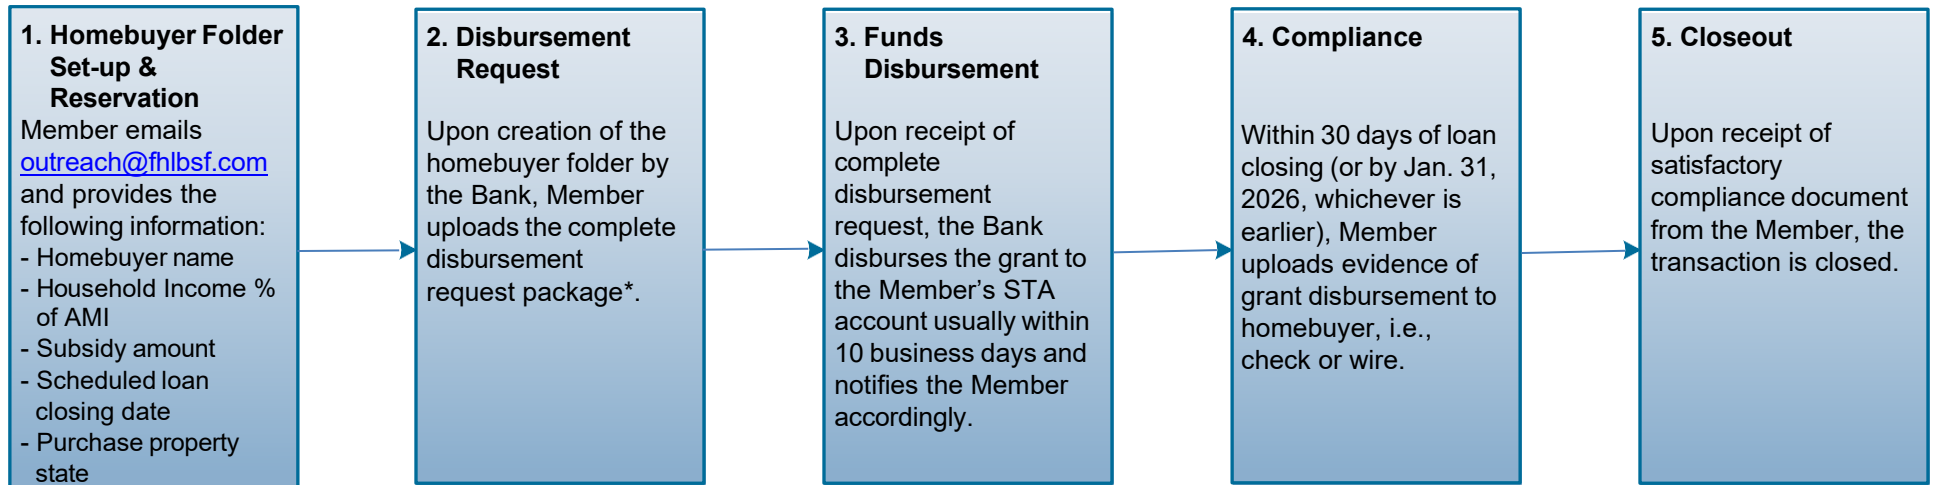 1. Homebuyer Folder
Set-up &
Reservation
Member emails
outreach@fhlbsf.com
and provides the
following information:
- Homebuyer name
- Household Income %
of AMI
- Subsidy amount
- Scheduled loan
closing date
- Purchase property
state
2. Disbursement
Request
Upon creation of the
homebuyer folder by
the Bank, Member
uploads the complete
disbursement
request package*.
3. Funds
Disbursement
Upon receipt of
complete
disbursement
request, the Bank
disburses the grant to
the Member’s STA
account usually within
10 business days and
notifies the Member
accordingly.
4. Compliance
Within 30 days of loan
closing (or by Jan. 31,
2026, whichever is
earlier), Member
uploads evidence of
grant disbursement to
homebuyer, i.e.,
check or wire.
5. Closeout
Upon receipt of
satisfactory
compliance document
from the Member, the
transaction is closed.